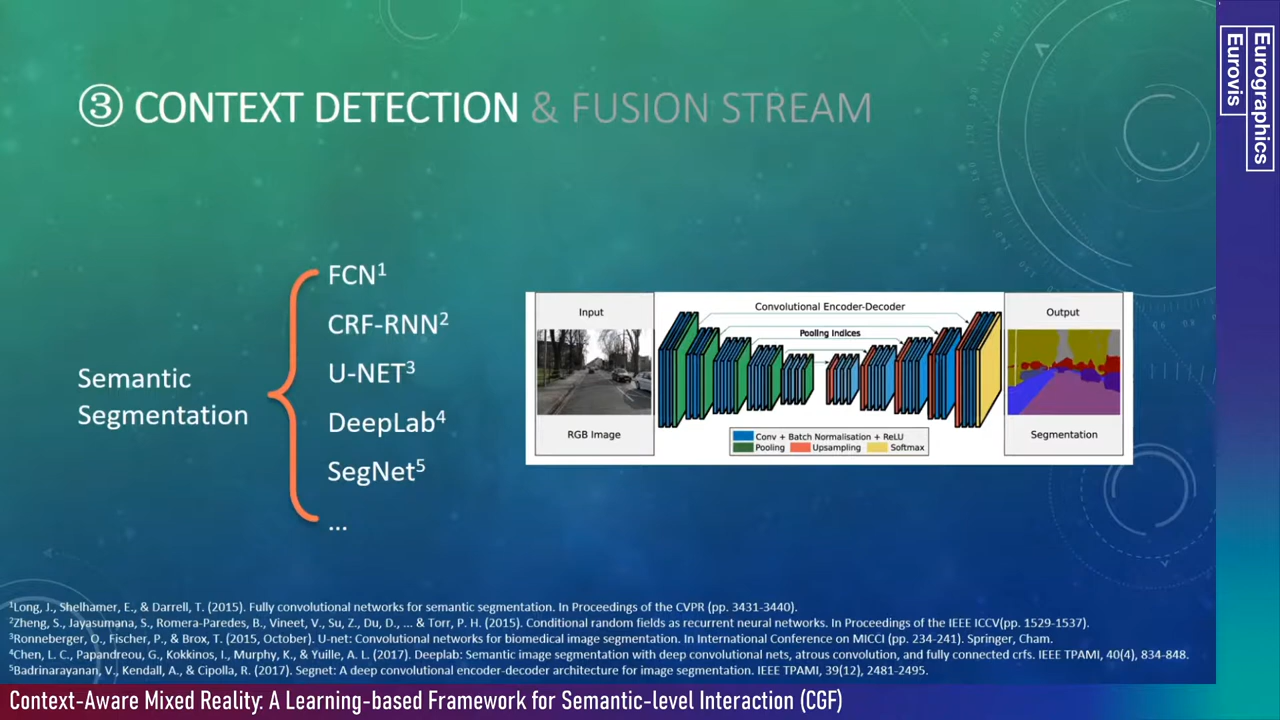 ③ CONTEXT DETECTION & FUSION STREAM
Eurographics
Eurovis
Semantic
Segmentation
FCN¹
CRF-RNN²
U-NET³
DeepLab⁴
SegNet⁵
...
Input
RGB Image
Convolutional Encoder-Decoder
Pooling Indices
Conv + Batch Normalisation + ReLU
Pooling Upsampling Softmax
Output
Segmentation
¹Long, J., Shelhamer, E., & Darrell, T. (2015). Fully convolutional networks for semantic segmentation. In Proceedings of the CVPR (pp. 3431-3440).
²Zheng, S., Jayasumana, S., Romera-Paredes, B., Vineet, V., Su, Z., Du, D., ... & Torr, P. H. (2015). Conditional random fields as recurrent neural networks. In Proceedings of the IEEE ICCV(pp. 1529-1537).
³Ronneberger, O., Fischer, P., & Brox, T. (2015, October). U-net: Convolutional networks for biomedical image segmentation. In International Conference on MICCI (pp. 234-241). Springer, Cham.
⁴Chen, L. C., Papandreou, G., Kokkinos, I., Murphy, K., & Yuille, A. L. (2017). Deeplab: Semantic image segmentation with deep convolutional nets, atrous convolution, and fully connected crfs. IEEE TPAMI, 40(4), 834-848.
⁵Badrinarayanan, V., Kendall, A., & Cipolla, R. (2017). Segnet: A deep convolutional encoder-decoder architecture for image segmentation. IEEE TPAMI, 39(12), 2481-2495.
Context-Aware Mixed Reality: A Learning-based Framework for Semantic-level Interaction (CGF)